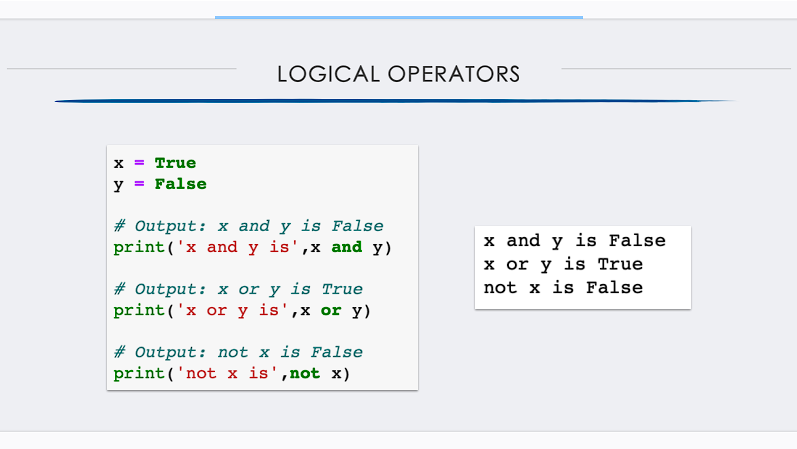 LOGICAL OPERATORS
x = True
y = False
# Output: x and y is False
print('x and y is',x and y)
# Output: x or y is True
print('x or y is',x or y)
# Output: not x is False
print('not x is',not x)
x and y is False
x or y is True
not x is False